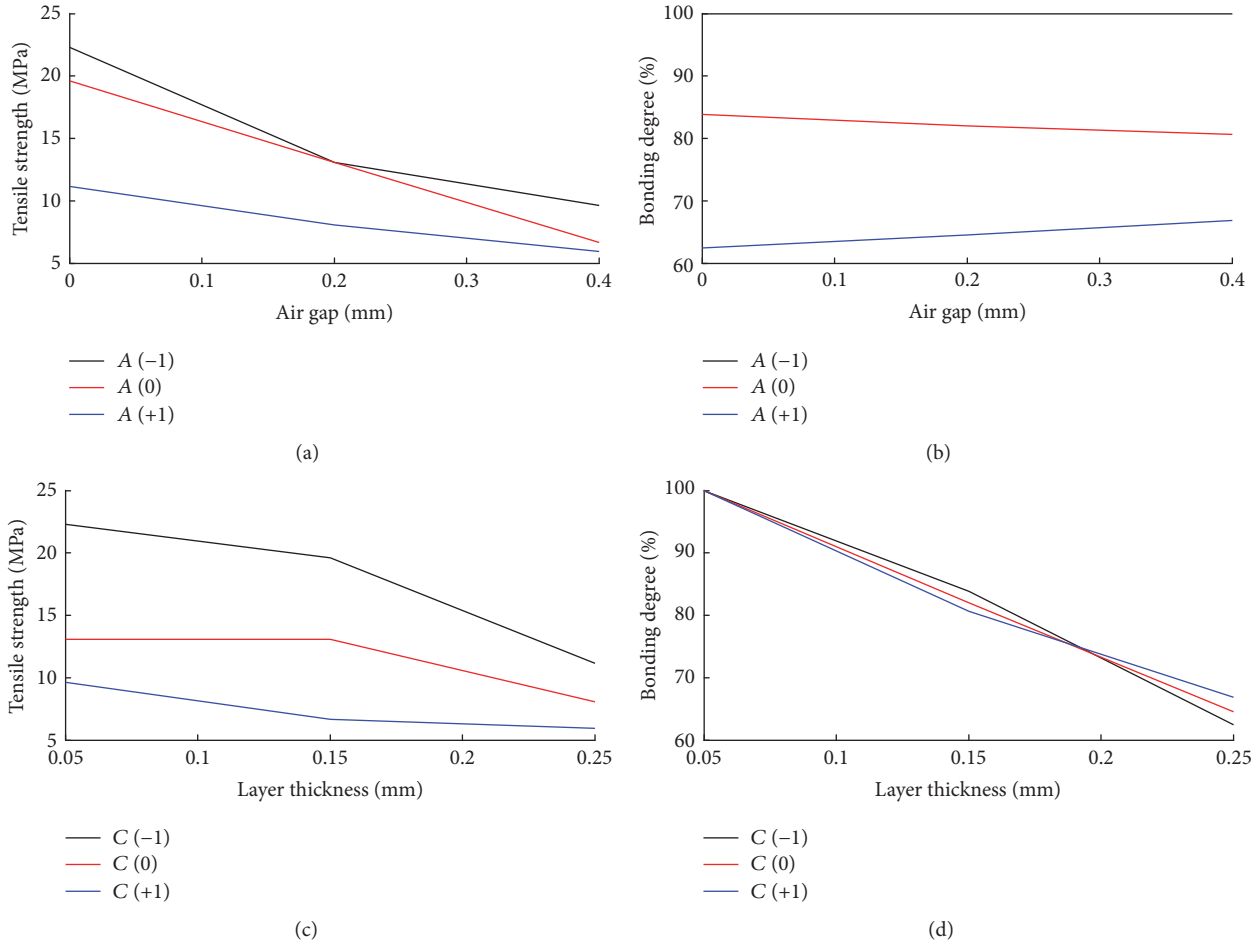 25
20
15
10
5
0
0.1
0.2
0.3
0.4
Tensile strength (MPa)
Air gap (mm)
A (−1)
A (0)
A (+1)
(a)
100
90
80
70
60
0
0.1
0.2
0.3
0.4
Bonding degree (%)
Air gap (mm)
A (−1)
A (0)
A (+1)
(b)
25
20
15
10
5
0.05
0.1
0.15
0.2
0.25
Tensile strength (MPa)
Layer thickness (mm)
C (−1)
C (0)
C (+1)
(c)
100
90
80
70
60
0.05
0.1
0.15
0.2
0.25
Bonding degree (%)
Layer thickness (mm)
C (−1)
C (0)
C (+1)
(d)